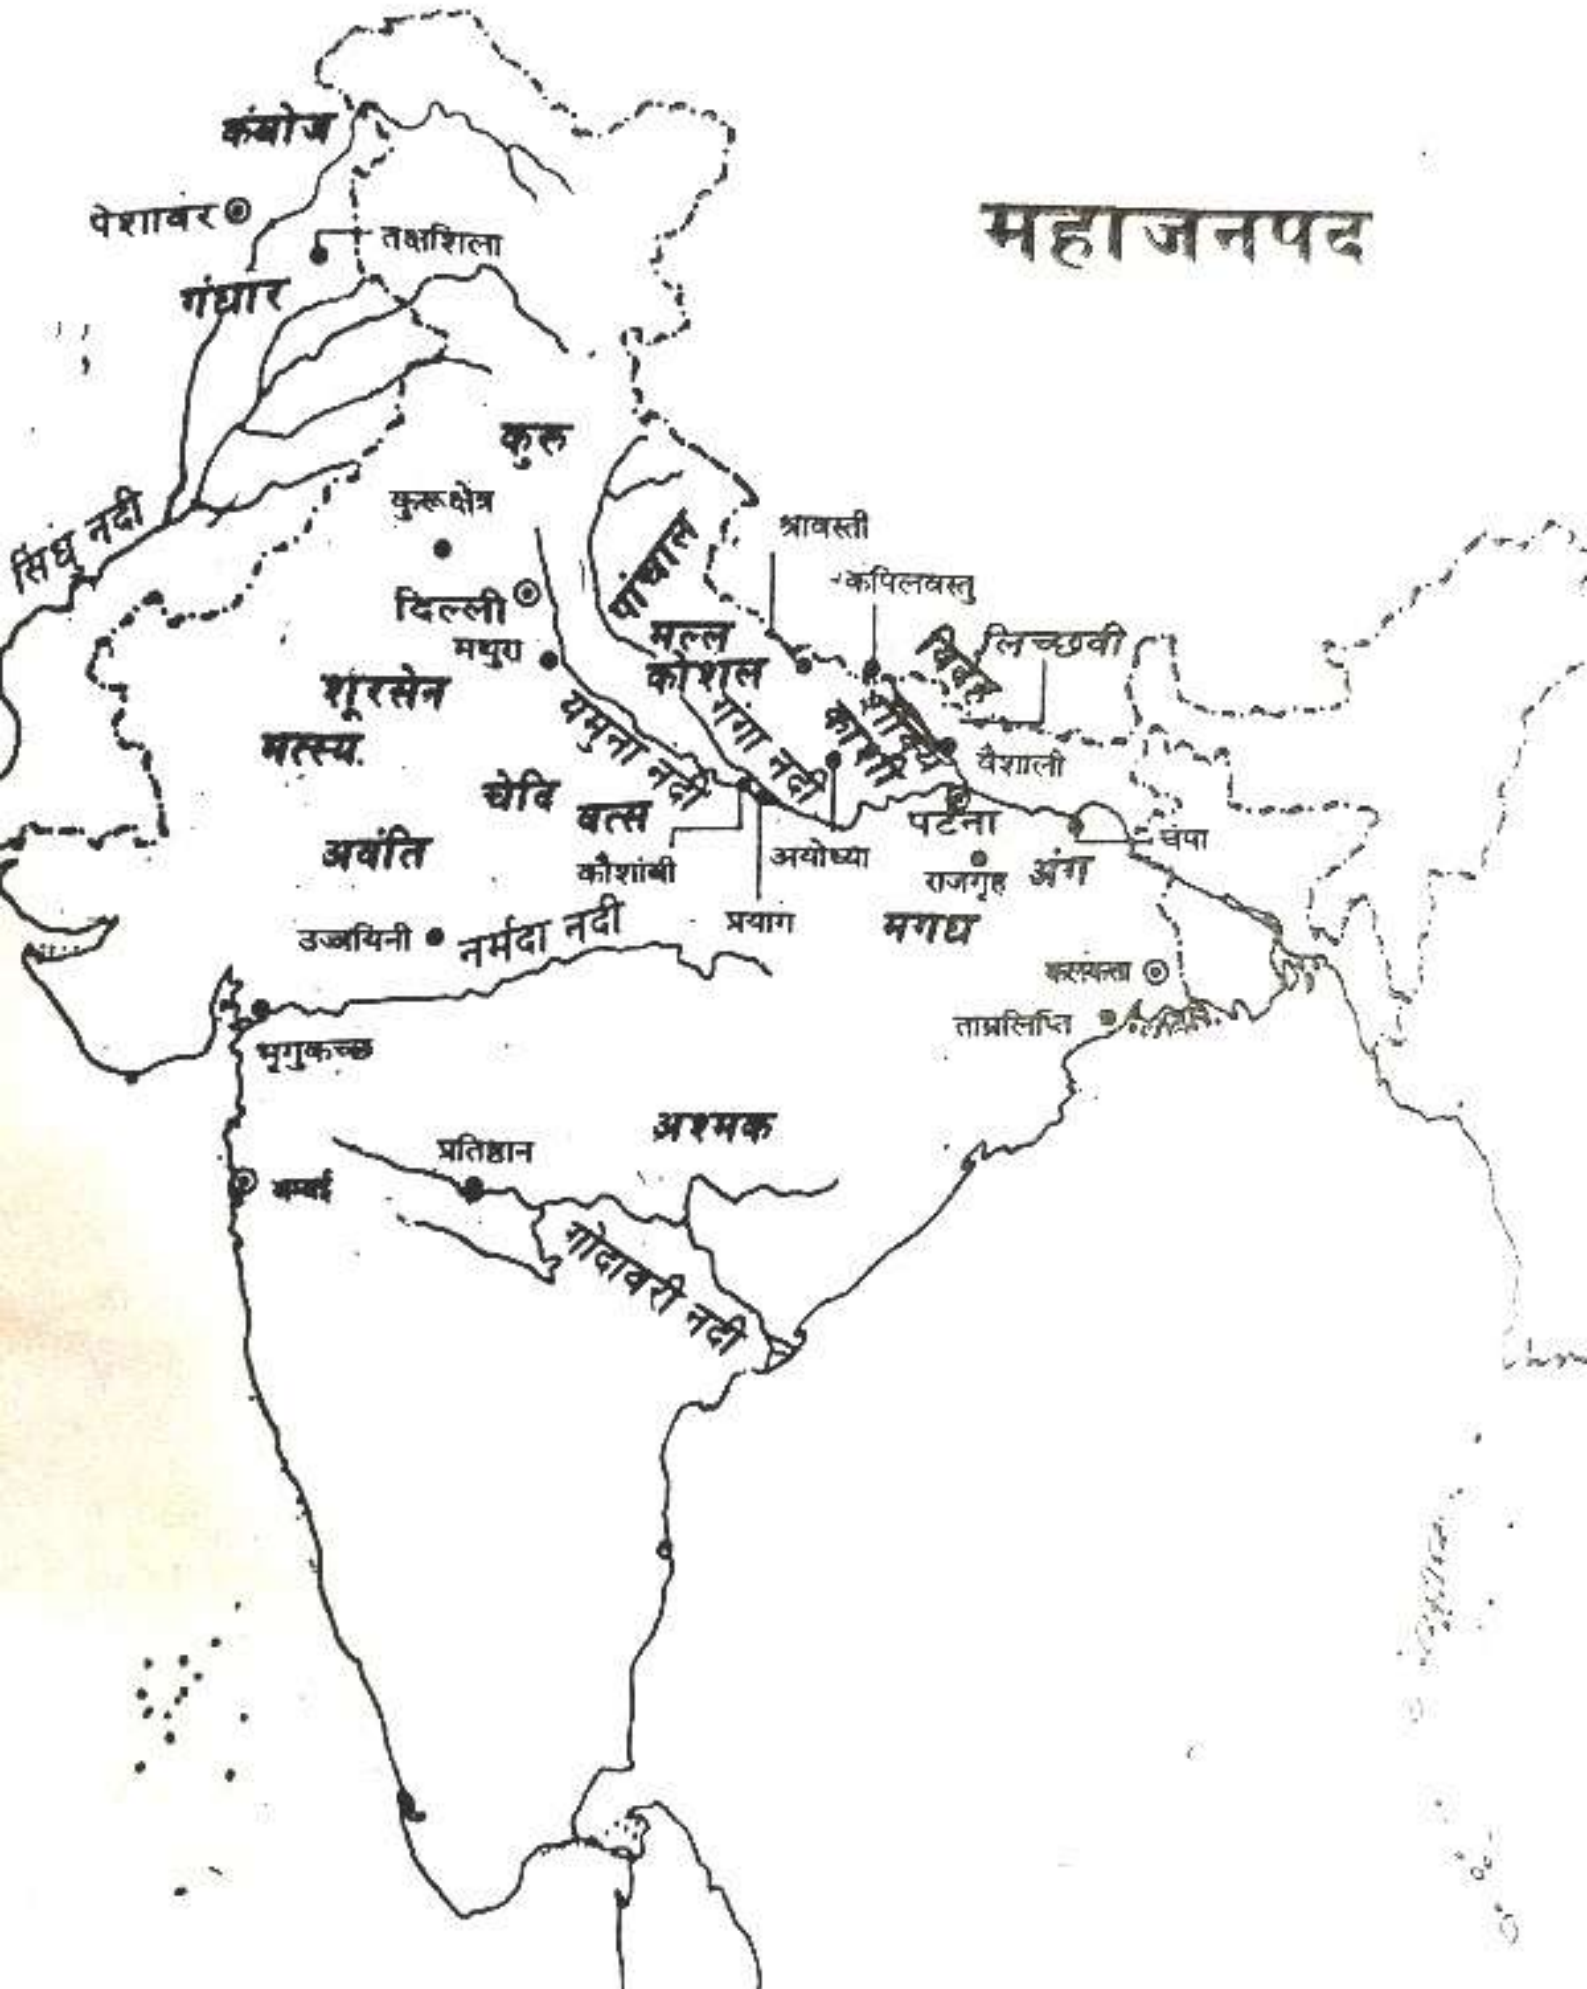 महाजनपद
कंबोज
पेशावर
तक्षशिला
गंधार
कुरू
कुरूक्षेत्र
सिंधु नदी
पांचाल
श्रावस्ती
कपिलवस्तु
दिल्ली
मथुरा
मल्ल
विदेह
लिच्छवी
कोशल
शूरसेन
मत्स्य
यमुना नदी
गंगा नदी
काशी
वैशाली
चेदि
वत्स
पटना
चंपा
अवंति
कौशांबी
अयोध्या
राजगृह
अंग
प्रयाग
मगध
उज्जयिनी
नर्मदा नदी
कलकत्ता
ताम्रलिप्ति
भृगुकच्छ
अश्मक
प्रतिष्ठान
बम्बई
गोदावरी नदी